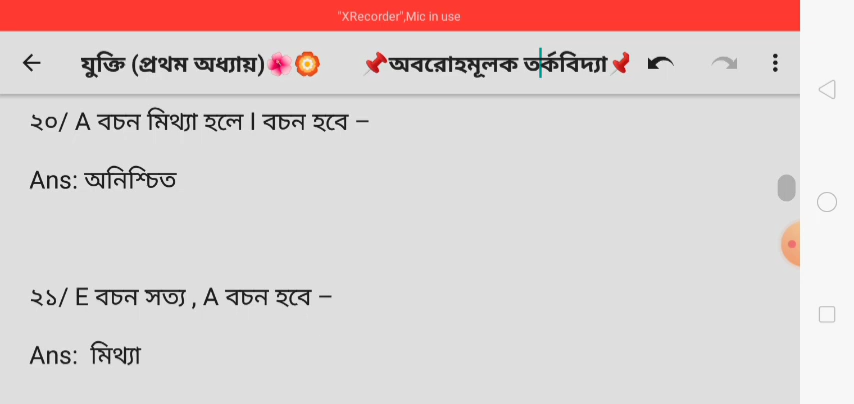 "XRecorder",Mic in use
যুক্তি (প্রথম অধ্যায়)🌺🏵️ 📌অবরোহমূলক তর্কবিদ্যা📌
২০/ A বচন মিথ্যা হলে I বচন হবে –
Ans: অনিশ্চিত
২১/ E বচন সত্য , A বচন হবে –
Ans: মিথ্যা